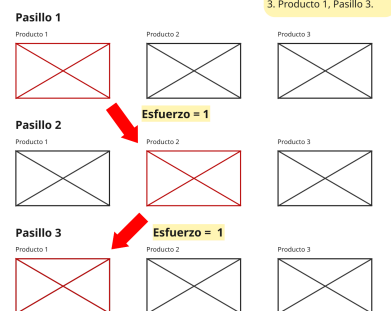 3. Producto 1, Pasillo 3.
Pasillo 1
Producto 1
Producto 2
Producto 3
Esfuerzo = 1
Pasillo 2
Producto 1
Producto 2
Producto 3
Pasillo 3
Esfuerzo =  1
Producto 1
Producto 2
Producto 3